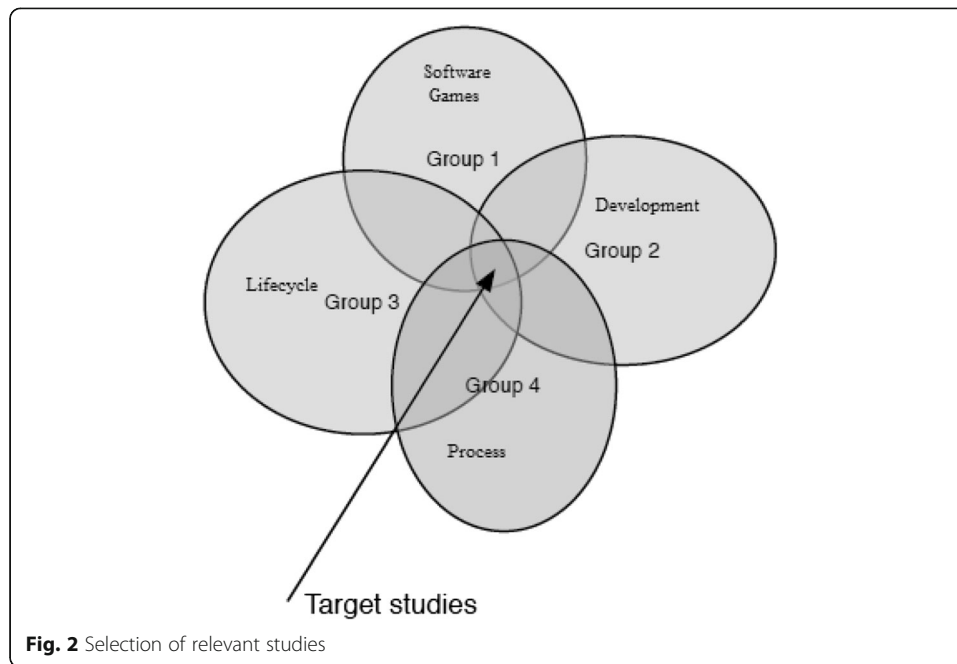 Software
Games
Group 1
Development
Group 2
Lifecycle
Group 3
Group 4
Process
Target studies
Fig. 2 Selection of relevant studies